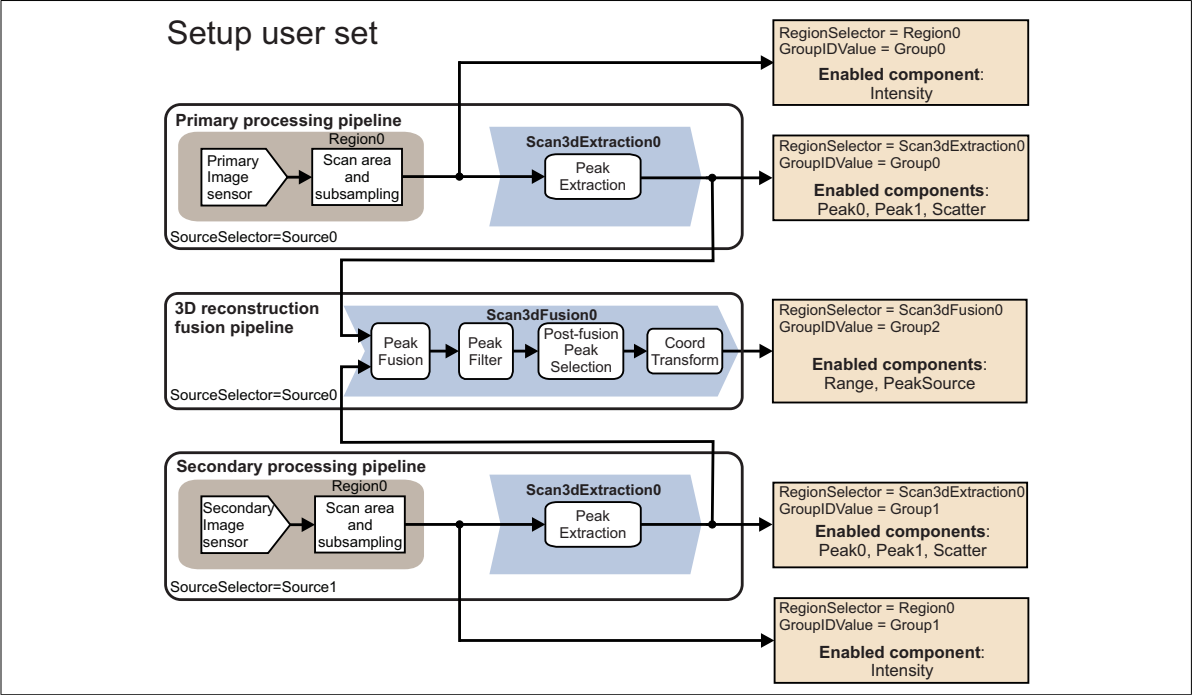 Setup user set
RegionSelector = Region0
GroupIDValue = Group0
Enabled component:
Intensity
Primary processing pipeline
Region0
Primary
Image
sensor
Scan area
and
subsampling
Scan3dExtraction0
Peak
Extraction
SourceSelector=Source0
RegionSelector = Scan3dExtraction0
GroupIDValue = Group0
Enabled components:
Peak0, Peak1, Scatter
3D reconstruction
fusion pipeline
Scan3dFusion0
Peak
Fusion
Peak
Filter
Post-fusion
Peak
Selection
Coord
Transform
SourceSelector=Source0
RegionSelector = Scan3dFusion0
GroupIDValue = Group2
Enabled components:
Range, PeakSource
Secondary processing pipeline
Region0
Secondary
Image
sensor
Scan area
and
subsampling
Scan3dExtraction0
Peak
Extraction
SourceSelector=Source1
RegionSelector = Scan3dExtraction0
GroupIDValue = Group1
Enabled components:
Peak0, Peak1, Scatter
RegionSelector = Region0
GroupIDValue = Group1
Enabled component:
Intensity